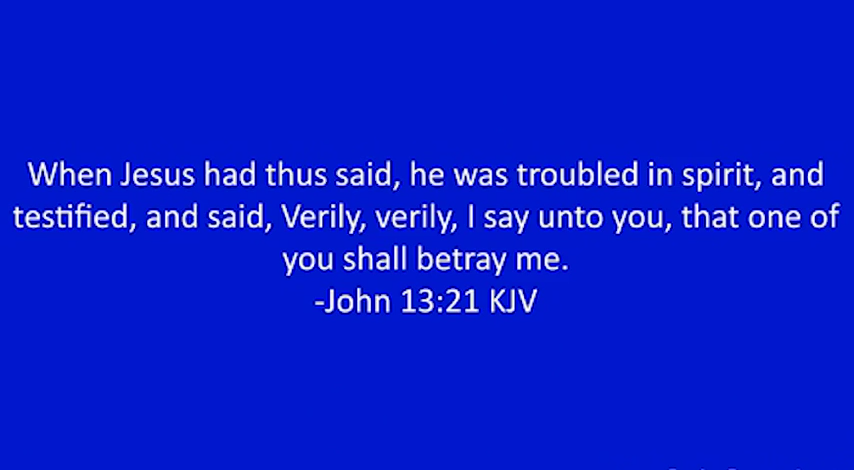 When Jesus had thus said, he was troubled in spirit, and
testified, and said, Verily, verily, I say unto you, that one of
you shall betray me.
-John 13:21 KJV